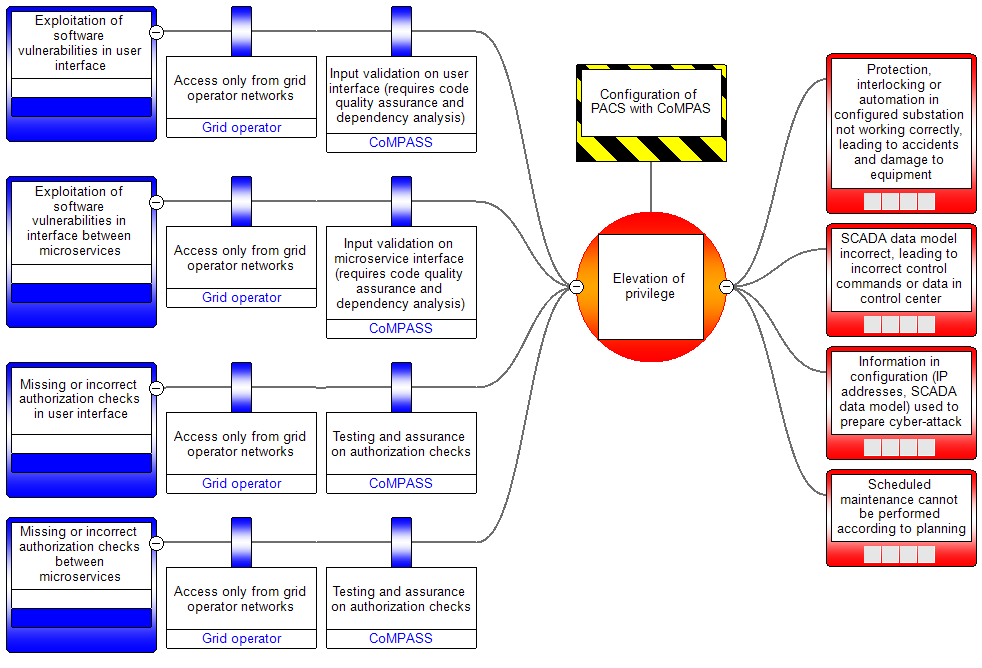 Exploitation of
software
vulnerabilities in user
interface
Access only from grid
operator networks
Grid operator
Input validation on user
interface (requires code
quality assurance and
dependency analysis)
CoMPASS
Exploitation of
software
vulnerabilities in
interface between
microservices
Access only from grid
operator networks
Grid operator
Input validation on
microservice interface
(requires code quality
assurance and
dependency analysis)
CoMPASS
Missing or incorrect
authorization checks
in user interface
Access only from grid
operator networks
Grid operator
Testing and assurance
on authorization checks
CoMPASS
Missing or incorrect
authorization checks
between
microservices
Access only from grid
operator networks
Grid operator
Testing and assurance
on authorization checks
CoMPASS
Configuration of
PACS with CoMPAS
Elevation of
privilege
Protection,
interlocking or
automation in
configured substation
not working correctly,
leading to accidents
and damage to
equipment
SCADA data model
incorrect, leading to
incorrect control
commands or data in
control center
Information in
configuration (IP
addresses, SCADA
data model) used to
prepare cyber-attack
Scheduled
maintenance cannot
be performed
according to planning